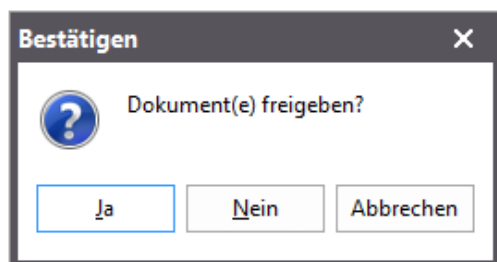 Bestätigen
Dokument(e) freigeben?
Ja
Nein
Abbrechen